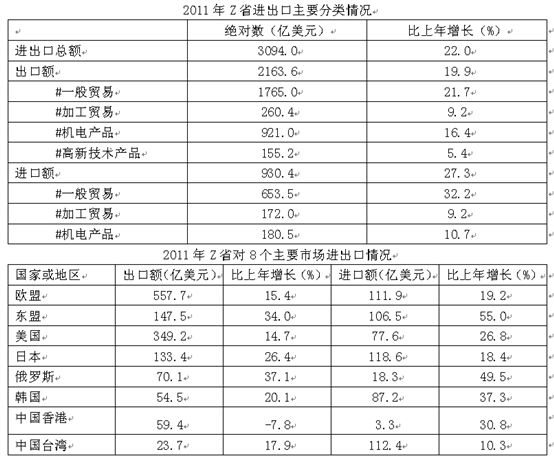 2011 年 Z 省进出口主要分类情况
绝对数（亿美元） 比上年增长（%）
进出口总额 3094.0 22.0
出口额 2163.6 19.9
#一般贸易 1765.0 21.7
#加工贸易 260.4 9.2
#机电产品 921.0 16.4
#高新技术产品 155.2 5.4
进口额 930.4 27.3
#一般贸易 653.5 32.2
#加工贸易 172.0 9.2
#机电产品 180.5 10.7
2011 年 Z 省对 8 个主要市场进出口情况
国家或地区 出口额(亿美元) 比上年增长（%） 进口额(亿美元) 比上年增长（%）
欧盟 557.7 15.4 111.9 19.2
东盟 147.5 34.0 106.5 55.0
美国 349.2 14.7 77.6 26.8
日本 133.4 26.4 118.6 18.4
俄罗斯 70.1 37.1 18.3 49.5
韩国 54.5 20.1 87.2 37.3
中国香港 59.4 -7.8 3.3 30.8
中国台湾 23.7 17.9 112.4 10.3